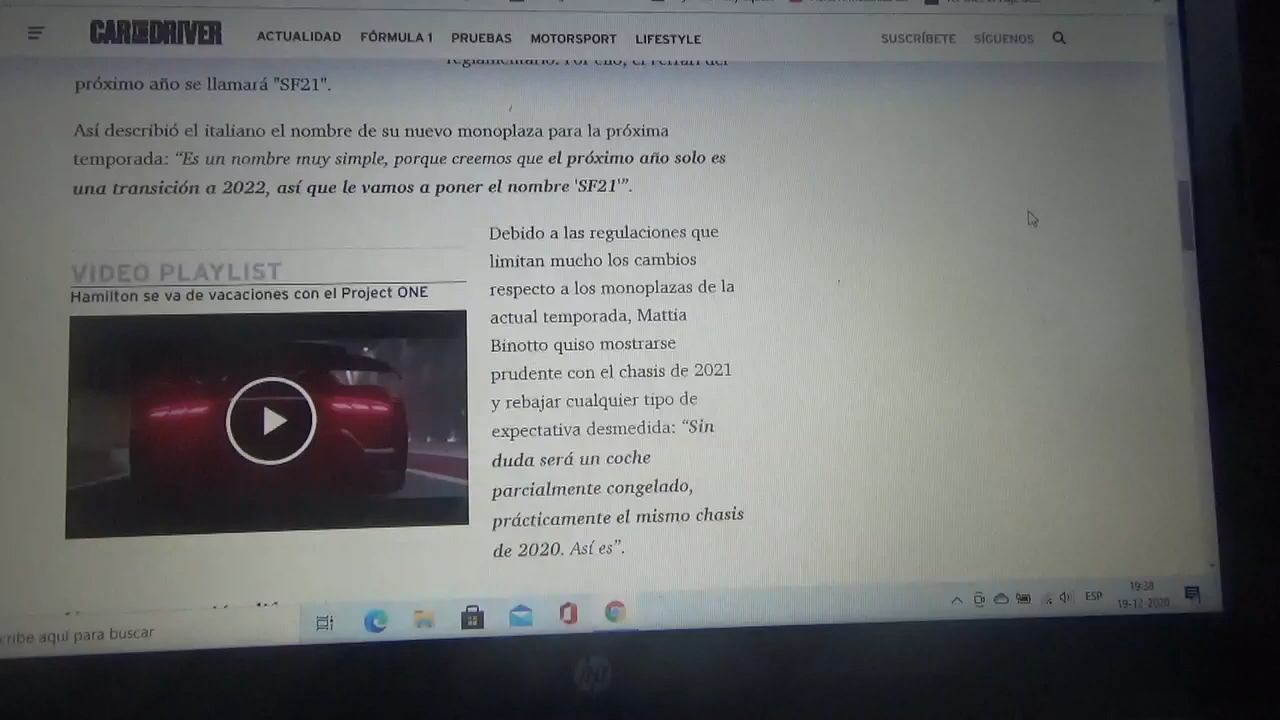 CAR AND DRIVER
ACTUALIDAD FÓRMULA 1 PRUEBAS MOTORSPORT LIFESTYLE
SUSCRÍBETE SÍGUENOS
próximo año se llamará "SF21".
Así describió el italiano el nombre de su nuevo monoplaza para la próxima
temporada: “Es un nombre muy simple, porque creemos que el próximo año solo es
una transición a 2022, así que le vamos a poner el nombre 'SF21'”.
VIDEO PLAYLIST
Hamilton se va de vacaciones con el Project ONE
Debido a las regulaciones que
limitan mucho los cambios
respecto a los monoplazas de la
actual temporada, Mattia
Binotto quiso mostrarse
prudente con el chasis de 2021
y rebajar cualquier tipo de
expectativa desmedida: “Sin
duda será un coche
parcialmente congelado,
prácticamente el mismo chasis
de 2020. Así es”.
cribe aquí para buscar
ESP
19:38
19-12-2020
hp